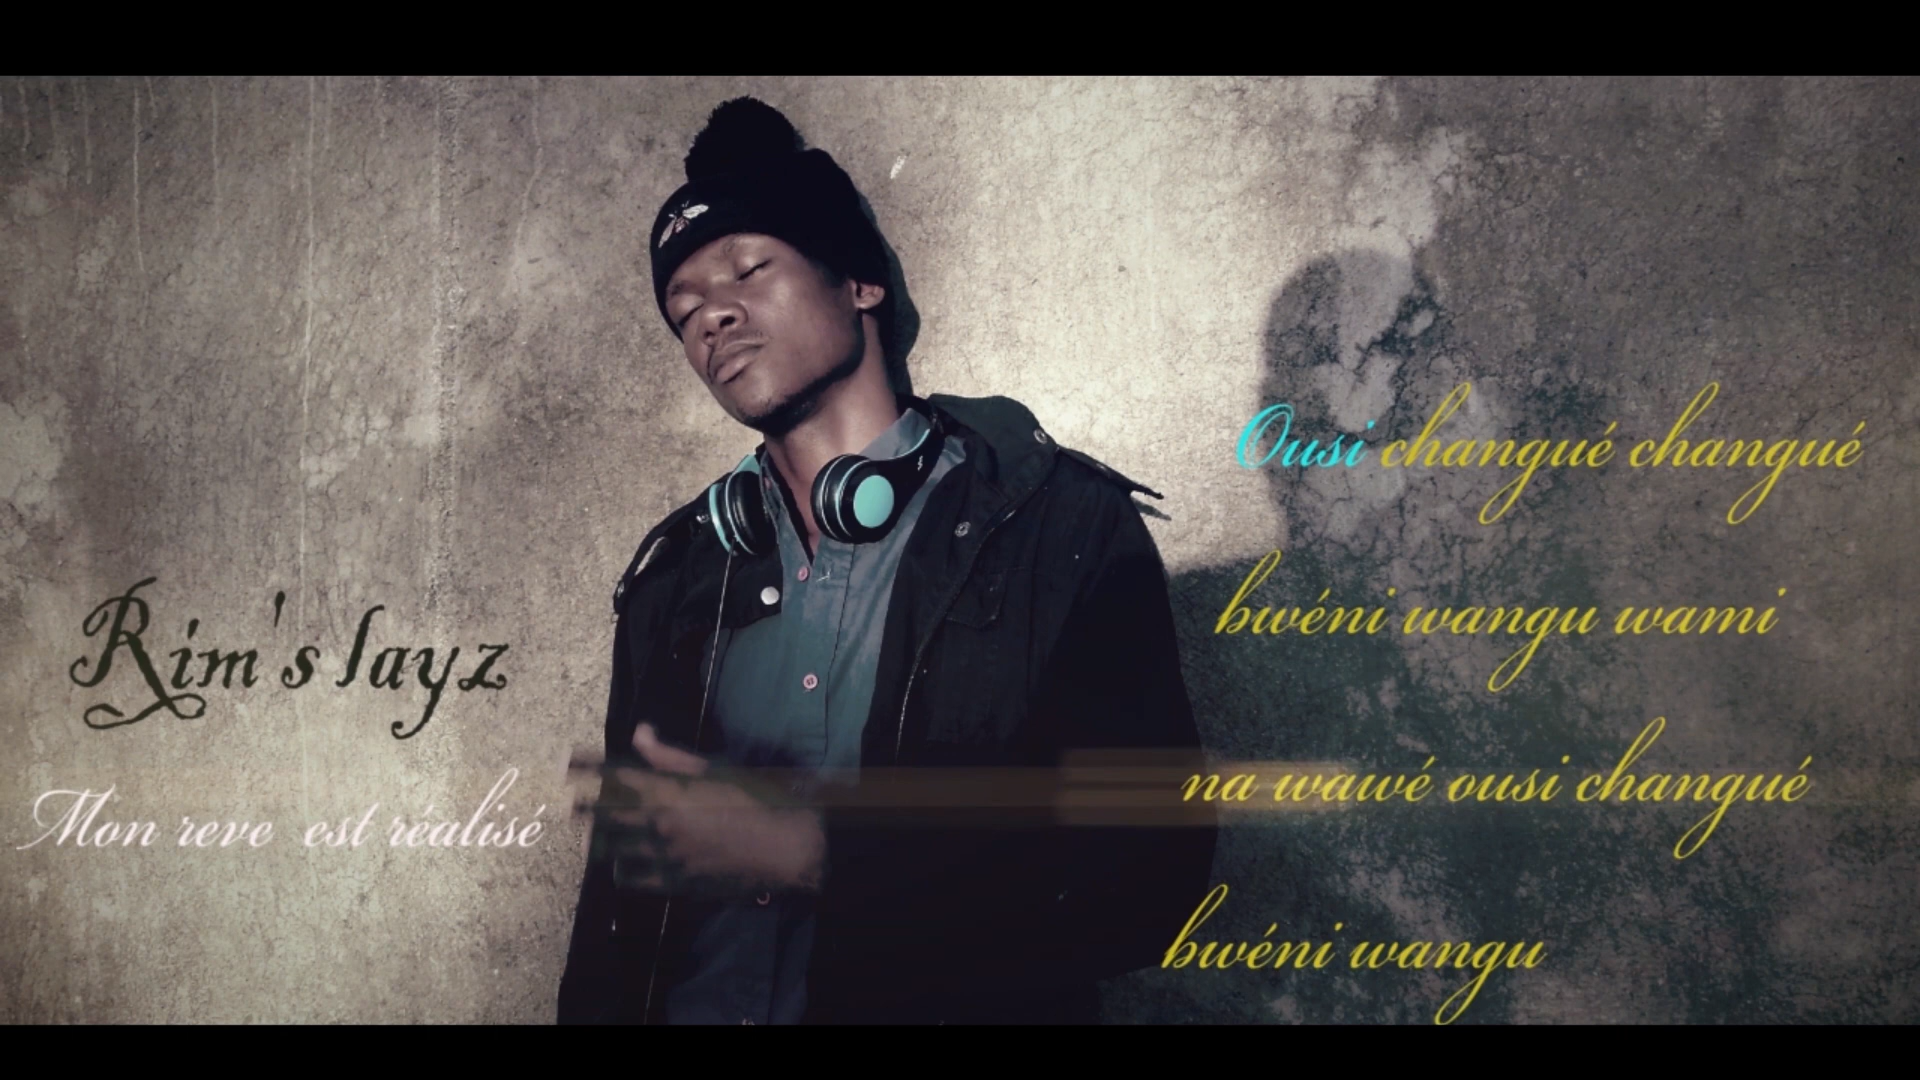 Rim's layz
Mon reve est réalisé
Ousi changué changué
bwéni wangu wami
na wawé ousi changué
bwéni wangu